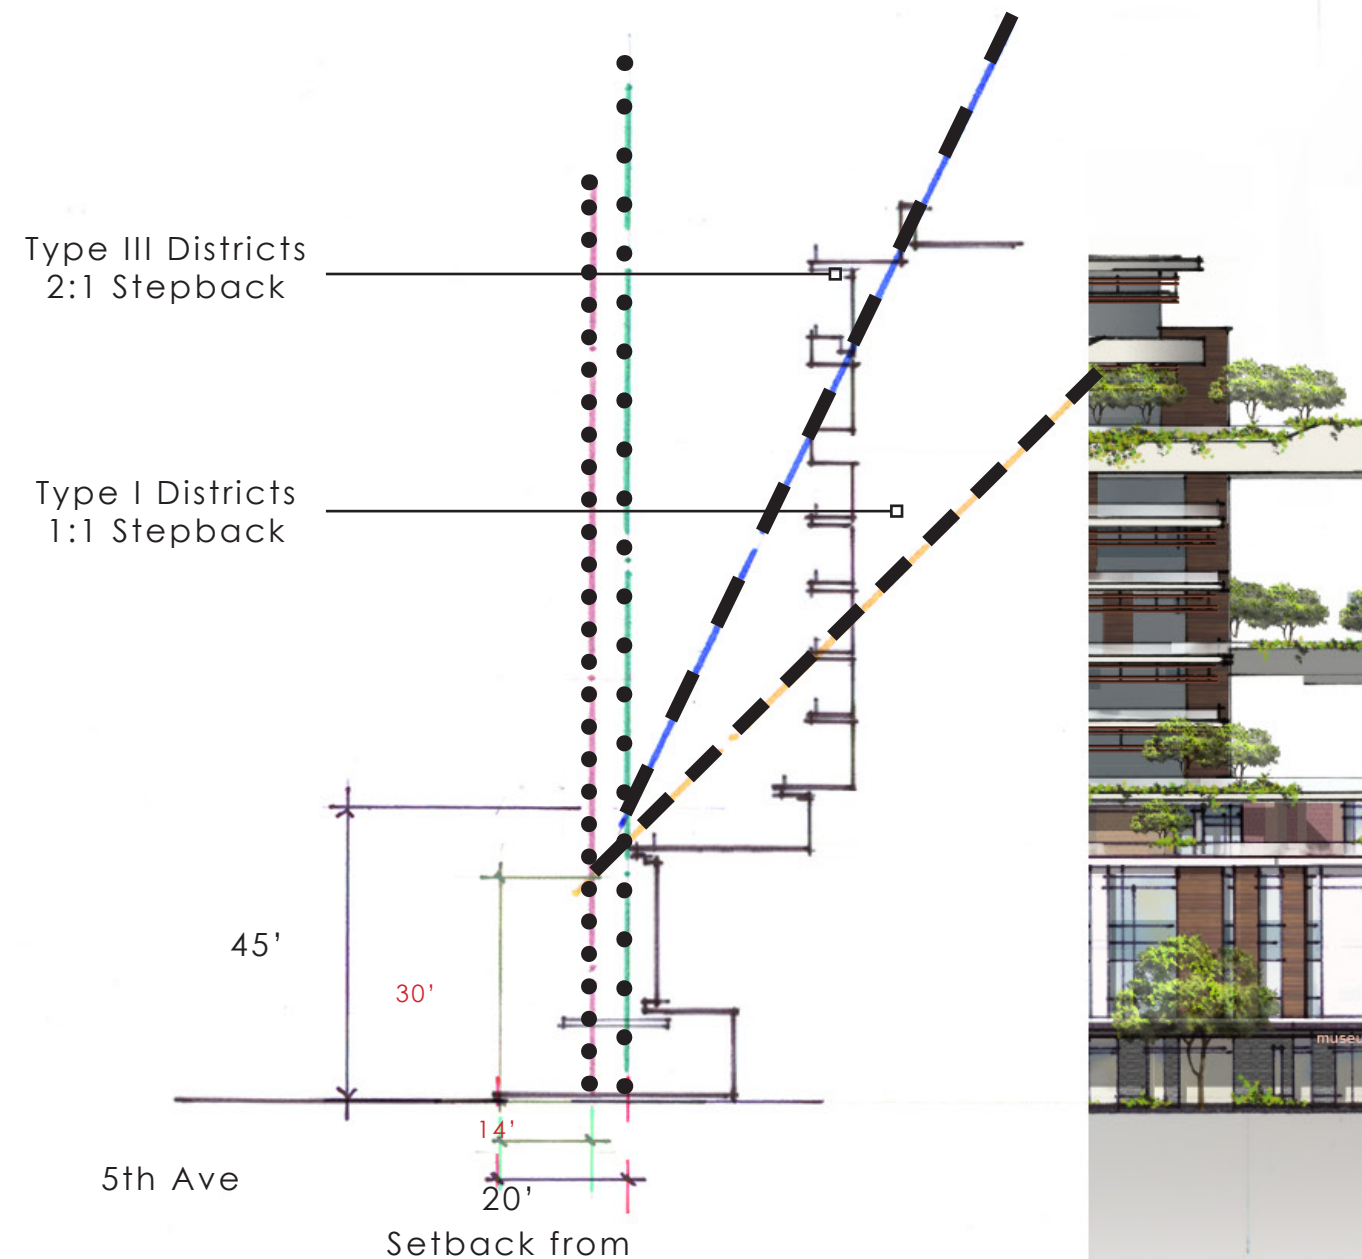 Type III Districts
2:1 Stepback
Type I Districts
1:1 Stepback
45’
30’
museu
14’
5th Ave
20’
Setback from